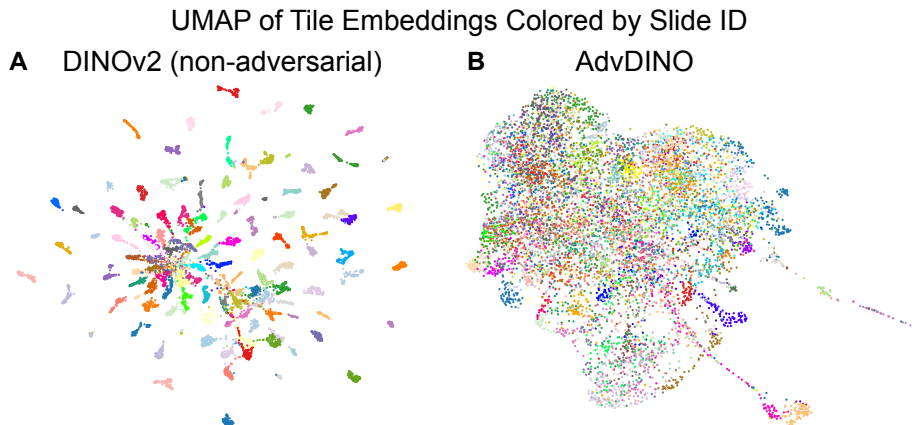 UMAP of Tile Embeddings Colored by Slide ID
A DINOv2 (non-adversarial)
B AdvDINO